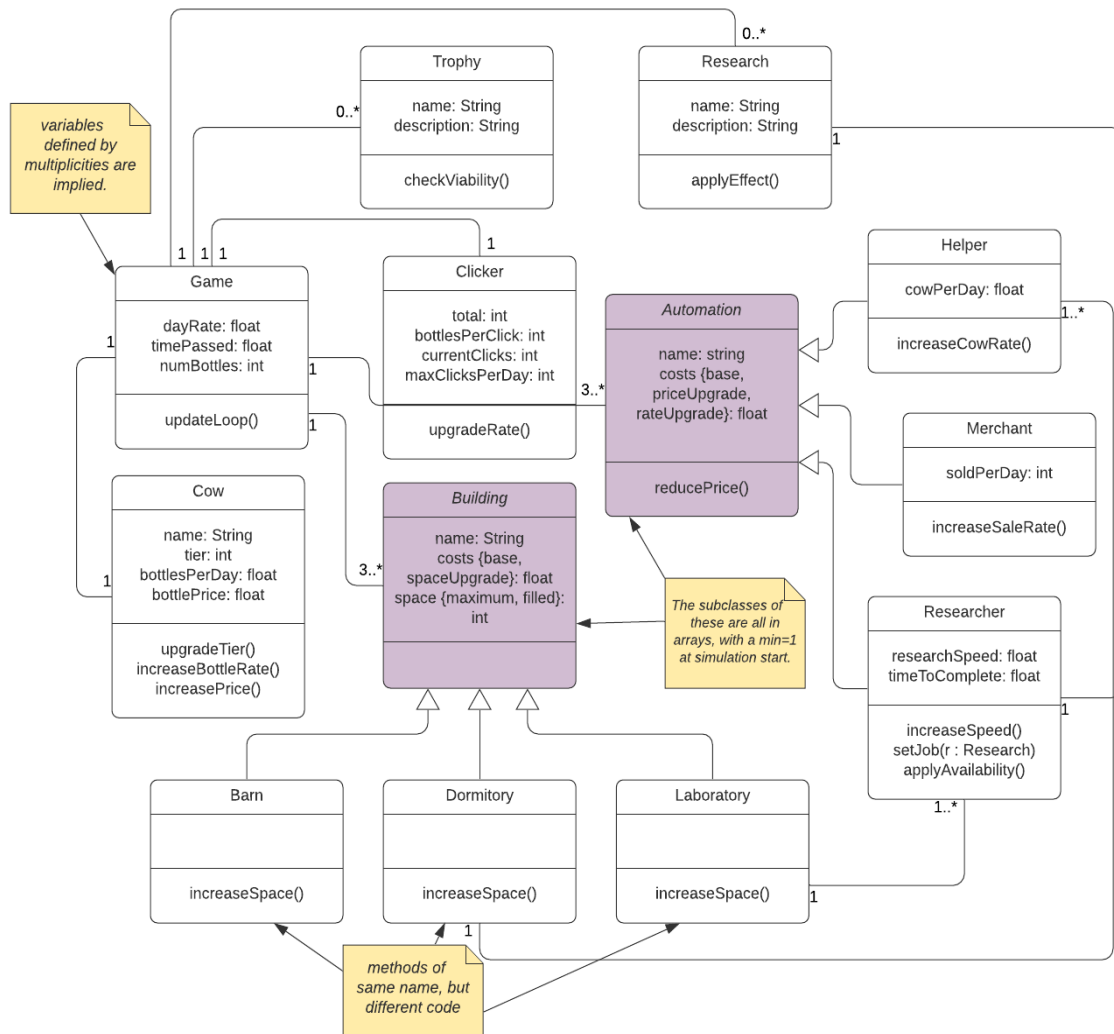 0..*
Trophy
name: String
description: String
checkViability()
Research
name: String
description: String
applyEffect()
0..*
1
variables
defined by
multiplicities are
implied.
1
1
1
1
Game
dayRate: float
timePassed: float
numBottles: int
updateLoop()
1
1
1
Clicker
total: int
bottlesPerClick: int
currentClicks: int
maxClicksPerDay: int
upgradeRate()
3..*
Automation
name: string
costs {base,
priceUpgrade,
rateUpgrade}: float
reducePrice()
Helper
cowPerDay: float
increaseCowRate()
1..*
Merchant
soldPerDay: int
increaseSaleRate()
Cow
name: String
tier: int
bottlesPerDay: float
bottlePrice: float
upgradeTier()
increaseBottleRate()
increasePrice()
1
3..*
Building
name: String
costs {base,
spaceUpgrade}: float
space {maximum, filled}:
int
The subclasses of
these are all in
arrays, with a min=1
at simulation start.
Researcher
researchSpeed: float
timeToComplete: float
increaseSpeed()
setJob(r : Research)
applyAvailability()
1
1..*
Barn
increaseSpace()
Dormitory
increaseSpace()
Laboratory
increaseSpace()
1
1
methods of
same name, but
different code